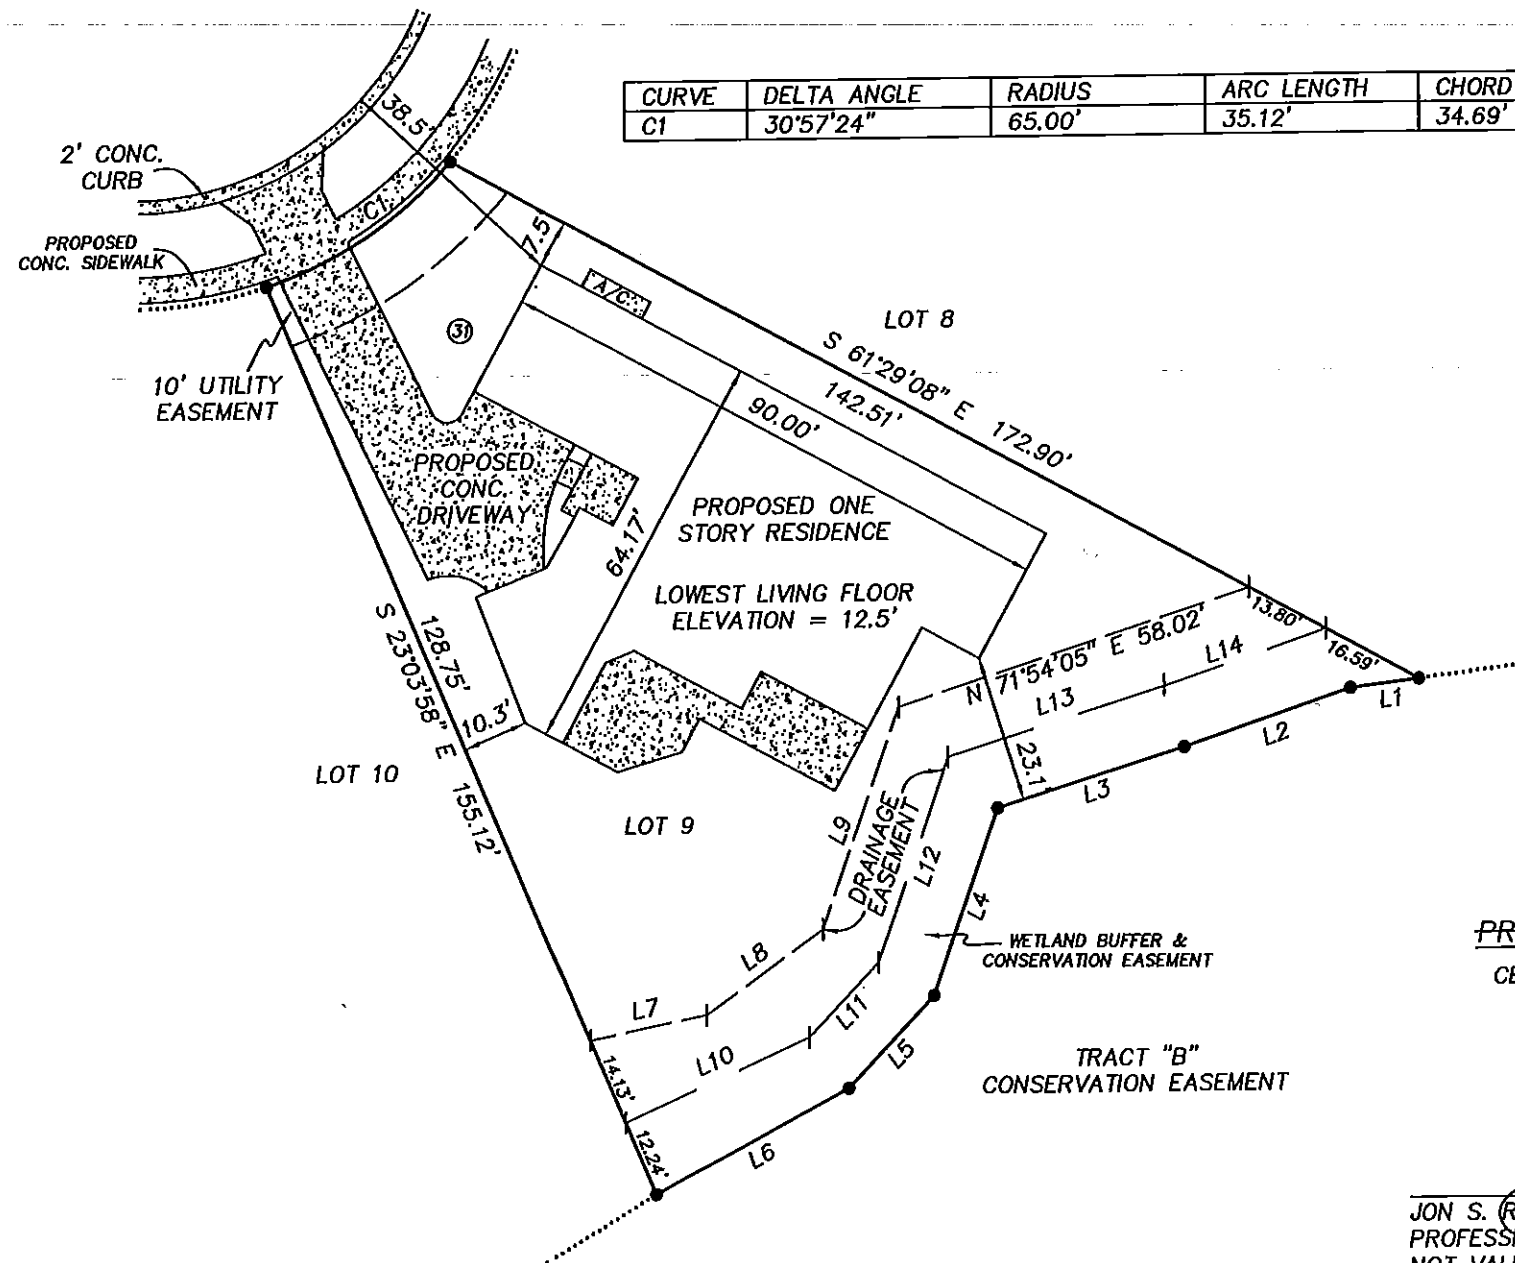 CURVE DELTA ANGLE RADIUS ARC LENGTH CHORD
C1 30°57'24" 65.00' 35.12' 34.69'
38.5'
2' CONC.
CURB
C1
PROPOSED
CONC. SIDEWALK
7.5'
A/C
LOT 8
31
S 61°29'08" E 172.90'
10' UTILITY
EASEMENT
142.51'
90.00'
PROPOSED
CONC.
DRIVEWAY
64.17'
PROPOSED ONE
STORY RESIDENCE
LOWEST LIVING FLOOR
ELEVATION = 12.5'
128.75'
S 23°03'58" E 155.12'
10.3'
13.80'
16.59'
N 71°54'05" E 58.02'
L14
L13
L1
L2
L3
23.1'
LOT 10
LOT 9
L9
DRAINAGE
EASEMENT
L12
L4
WETLAND BUFFER &
CONSERVATION EASEMENT
L8
L7
L11
L10
L5
14.13'
12.24'
L6
TRACT "B"
CONSERVATION EASEMENT
PR
CE
JON S. R
PROFESS
NOT VAL